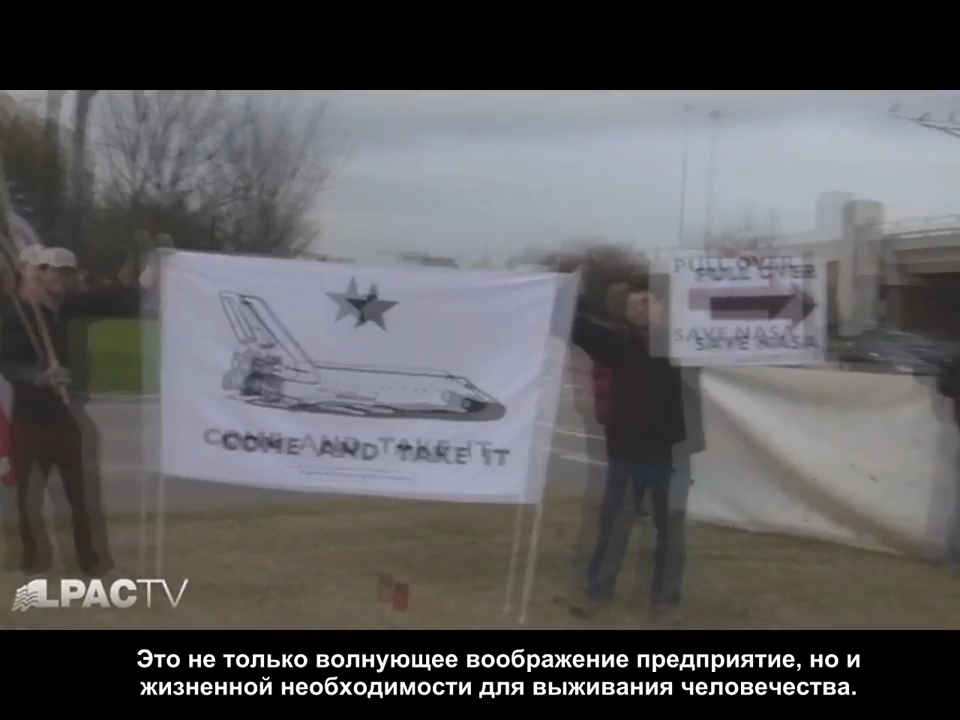 PULL OVER
SAVE NASA
COME AND TAKE IT
LPACTV
Это не только волнующее воображение предприятие, но и
жизненной необходимости для выживания человечества.